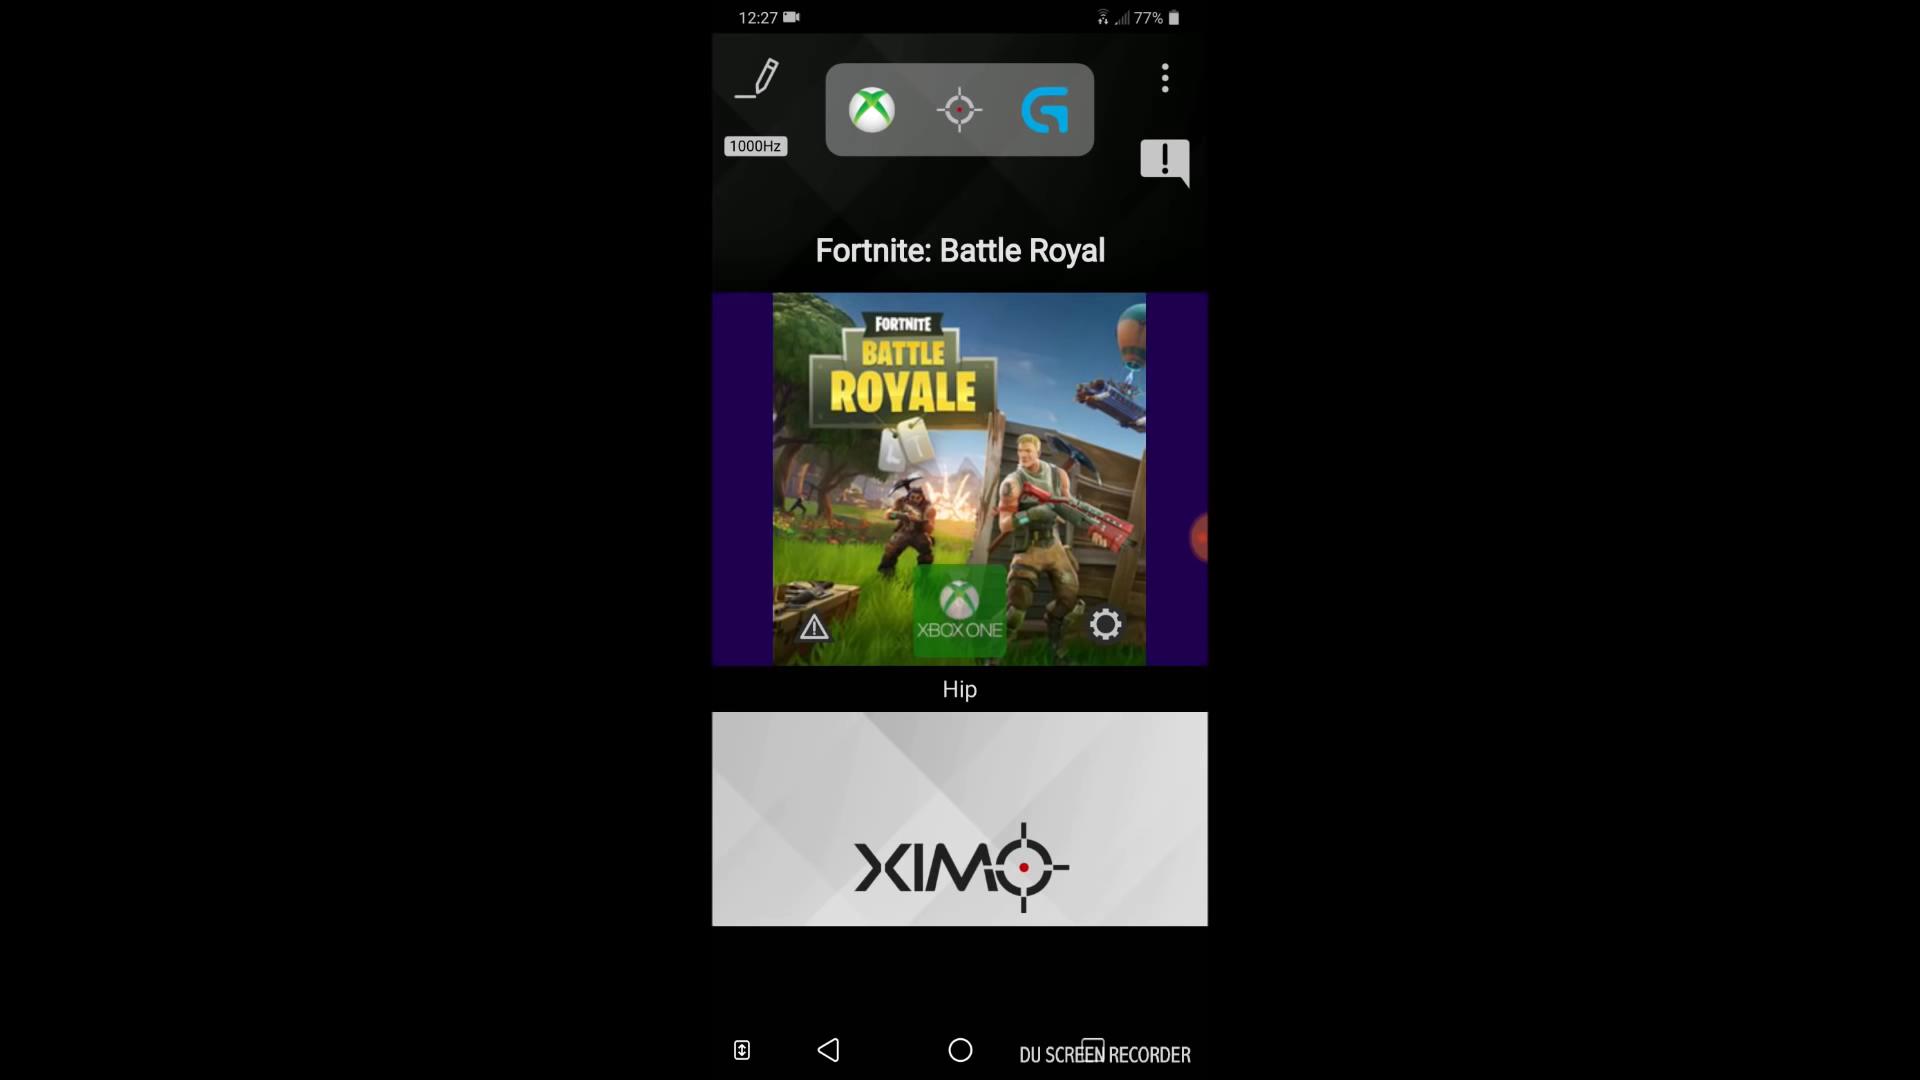 12:27
77%
1000Hz
!
Fortnite: Battle Royal
FORTNITE
BATTLE
ROYALE
XBOX ONE
Hip
XIM
DU SCREEN RECORDER